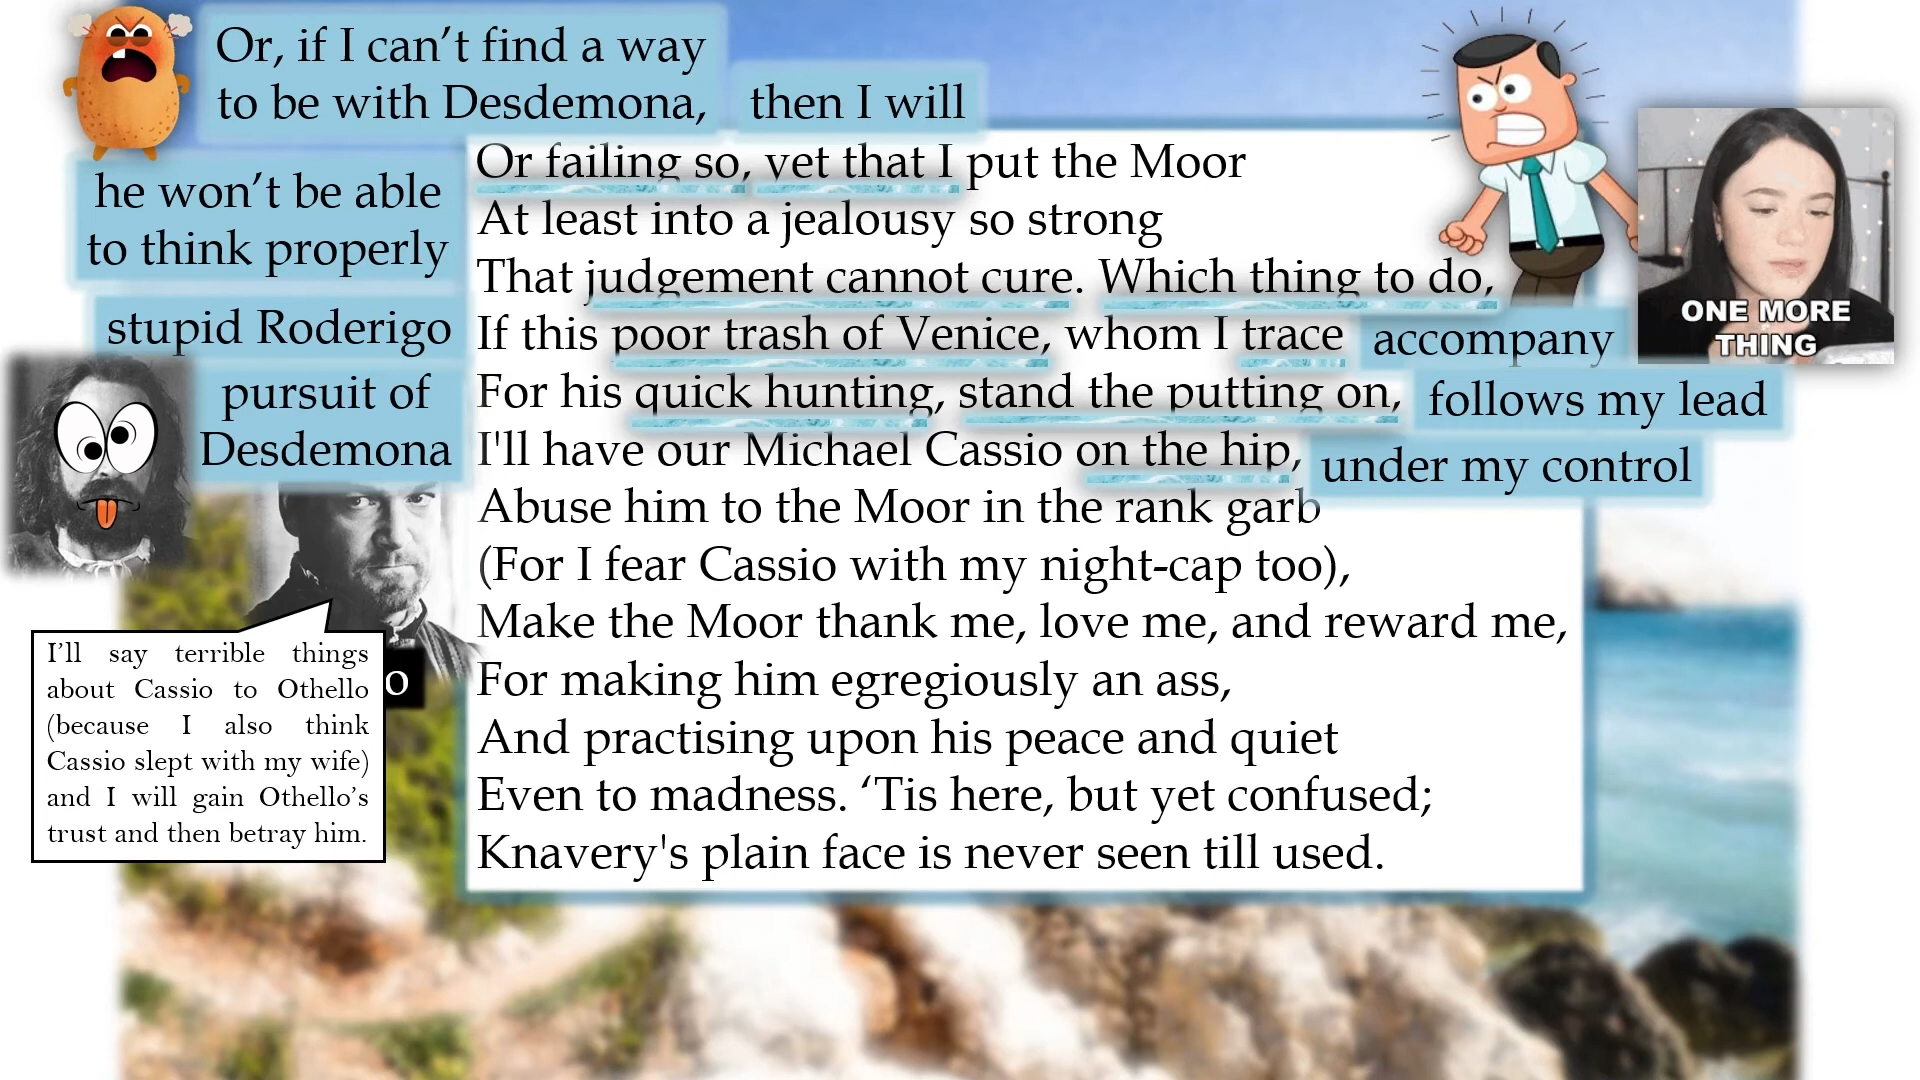 Or, if I can’t find a way
to be with Desdemona,
then I will
he won’t be able
to think properly
stupid Roderigo
pursuit of
Desdemona
Or failing so, yet that I put the Moor
At least into a jealousy so strong
That judgement cannot cure. Which thing to do,
If this poor trash of Venice, whom I trace
For his quick hunting, stand the putting on,
I'll have our Michael Cassio on the hip,
Abuse him to the Moor in the rank garb
(For I fear Cassio with my night-cap too),
Make the Moor thank me, love me, and reward me,
For making him egregiously an ass,
And practising upon his peace and quiet
Even to madness. ‘Tis here, but yet confused;
Knavery's plain face is never seen till used.
accompany
follows my lead
under my control
ONE MORE
THING
I’ll say terrible things
about Cassio to Othello
(because I also think
Cassio slept with my wife)
and I will gain Othello’s
trust and then betray him.
o